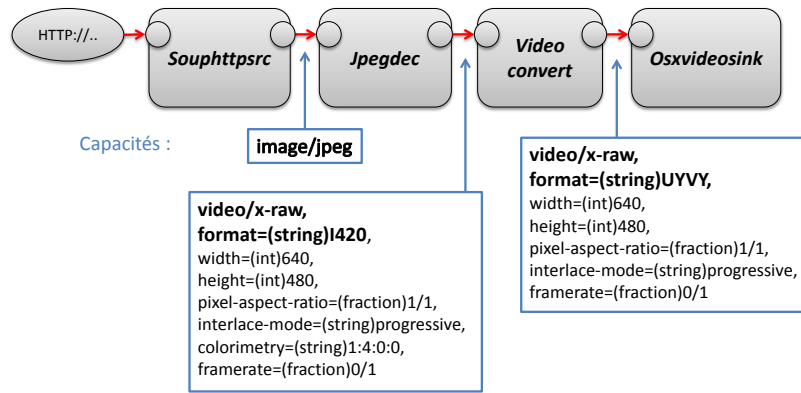 HTTP://..
Souphttpsrc
Jpegdec
Video
convert
Osxvideosink
Capacités :
image/jpeg
video/x-raw,
format=(string)I420,
width=(int)640,
height=(int)480,
pixel-aspect-ratio=(fraction)1/1,
interlace-mode=(string)progressive,
colorimetry=(string)1:4:0:0,
framerate=(fraction)0/1
video/x-raw,
format=(string)UYVY,
width=(int)640,
height=(int)480,
pixel-aspect-ratio=(fraction)1/1,
interlace-mode=(string)progressive,
framerate=(fraction)0/1